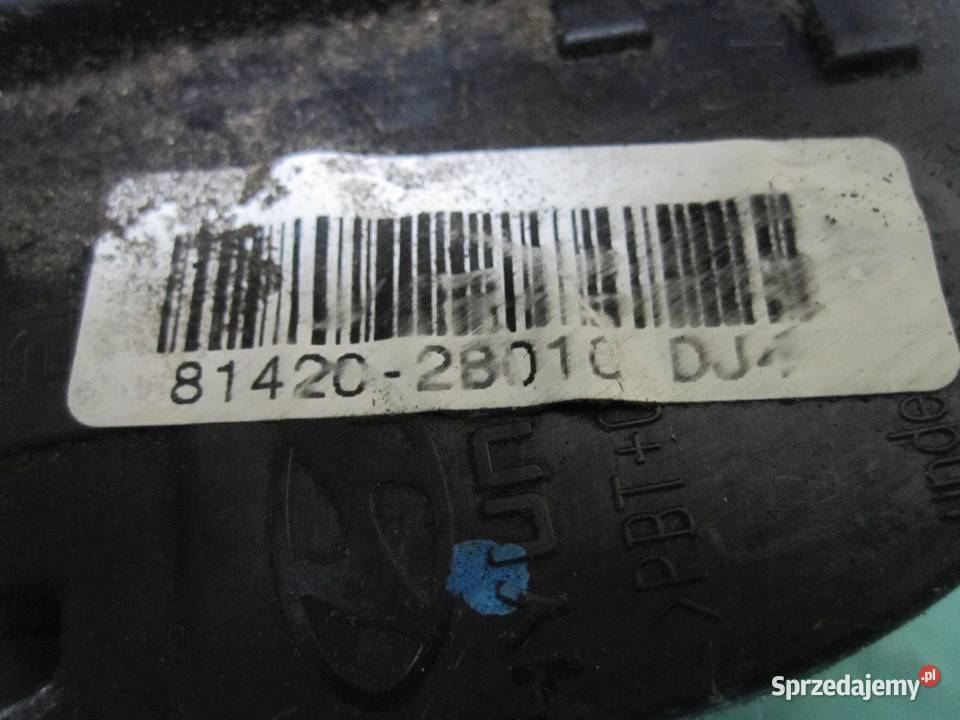 81420-2B010 DJ4
>PBT+
Sprzedajemy.pl